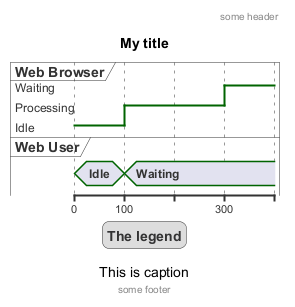 some header
My title
Web Browser
Waiting
Processing
Idle
Web User
Idle Waiting
0 100 300
The legend
This is caption
some footer